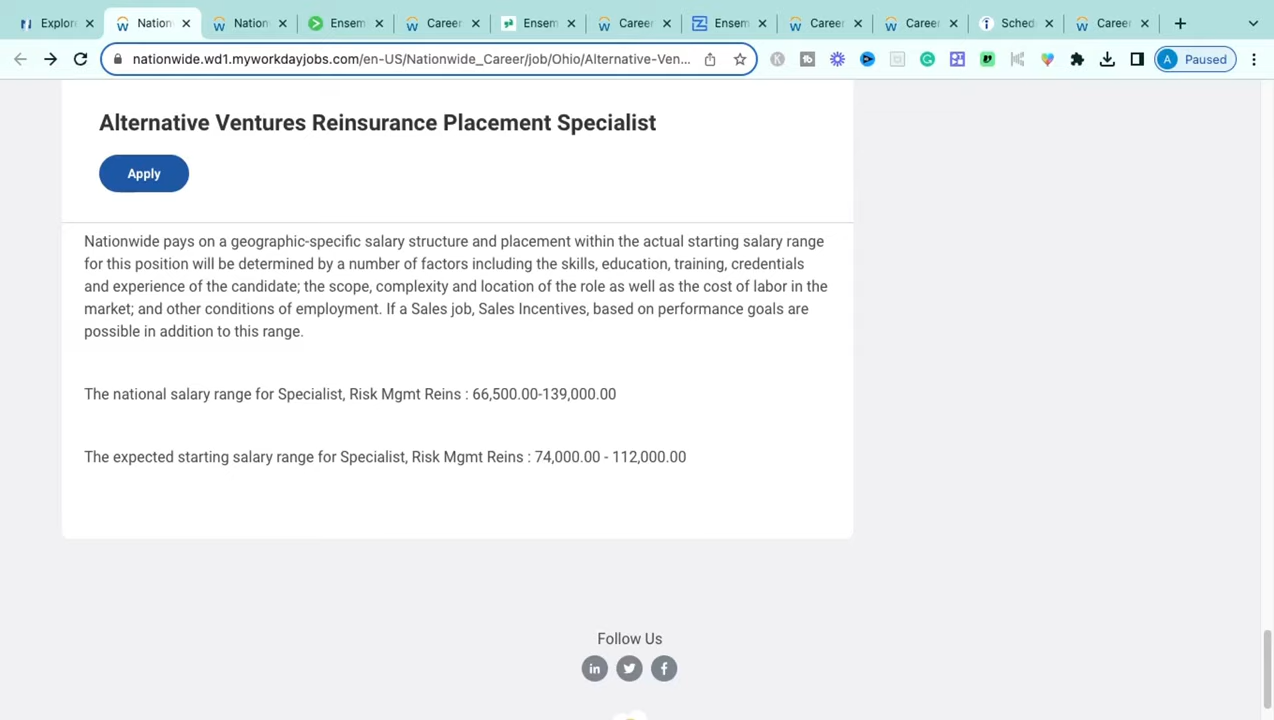 Explor
Nation
Nation
Ensem
Career
Ensem
Career
Ensem
Career
Career
Sched
Career
nationwide.wd1.myworkdayjobs.com/en-US/Nationwide_Career/job/Ohio/Alternative-Ven...
A Paused
Alternative Ventures Reinsurance Placement Specialist
Apply
Nationwide pays on a geographic-specific salary structure and placement within the actual starting salary range
for this position will be determined by a number of factors including the skills, education, training, credentials
and experience of the candidate; the scope, complexity and location of the role as well as the cost of labor in the
market; and other conditions of employment. If a Sales job, Sales Incentives, based on performance goals are
possible in addition to this range.
The national salary range for Specialist, Risk Mgmt Reins : 66,500.00-139,000.00
The expected starting salary range for Specialist, Risk Mgmt Reins : 74,000.00 - 112,000.00
Follow Us